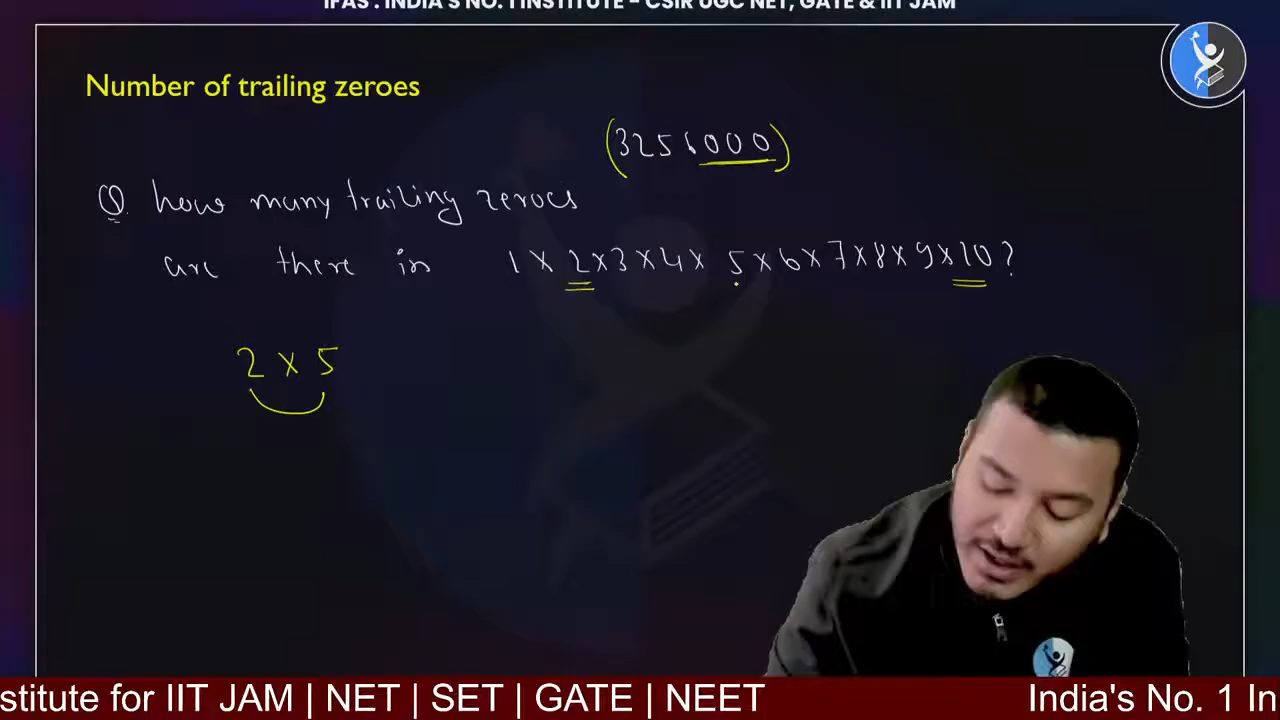 IFAS : INDIA'S NO. 1 INSTITUTE - CSIR UGC NET, GATE & IIT JAM
Number of trailing zeroes
(3256000)
Q. how many trailing zeroes
are there in 1 × 2 × 3 × 4 × 5 × 6 × 7 × 8 × 9 × 10 ?
2 × 5
stitute for IIT JAM | NET | SET | GATE | NEET India's No. 1 In